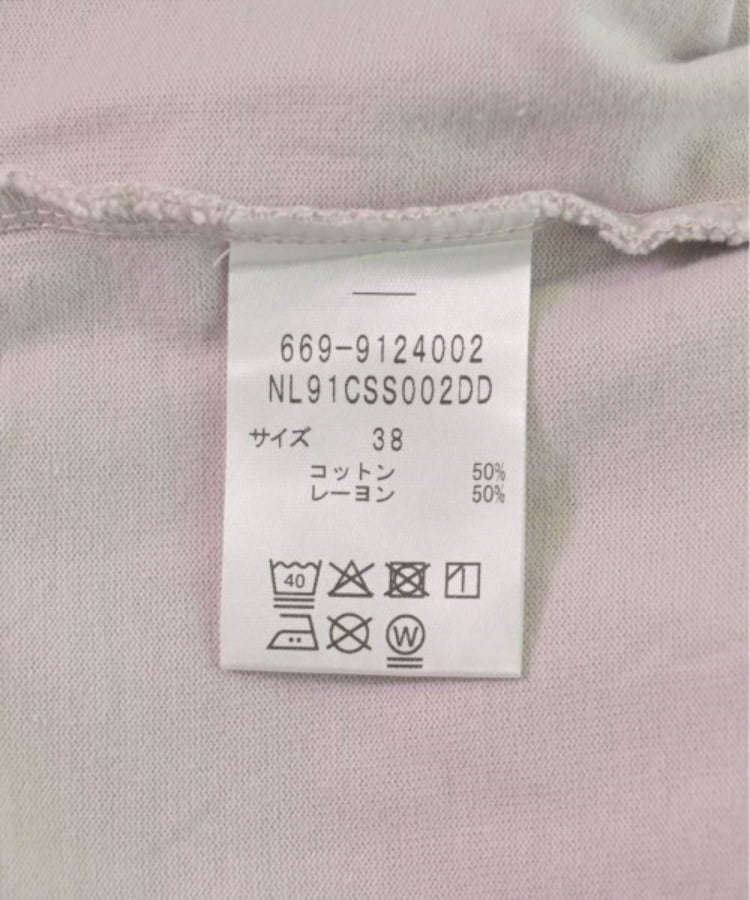 669-9124002
NL91CSS002DD
サイズ 38
コットン 50%
レーヨン 50%
40
W